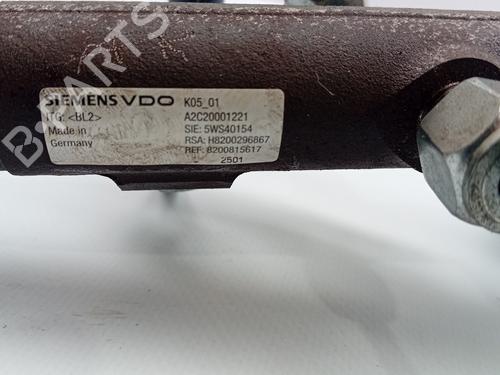 SIEMENS VDO K05_01
ITG: <BL2> A2C20001221
Made in SIE: 5WS40154
Germany RSA: H8200296867
REF: 8200815617
2501
B-PARTS